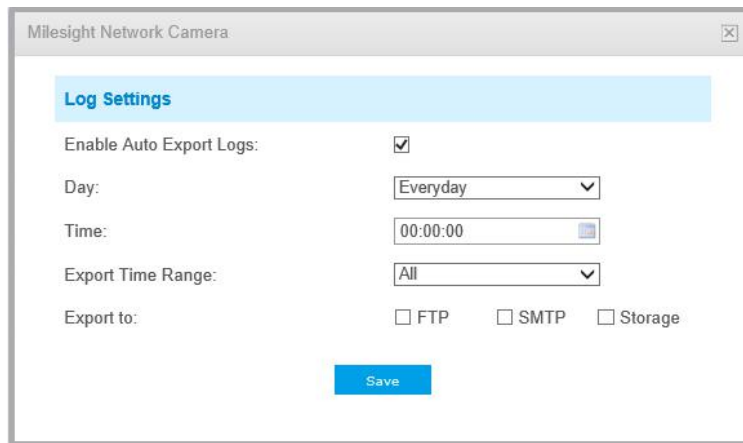 Milesight Network Camera
Log Settings
Enable Auto Export Logs:
Day: Everyday
Time: 00:00:00
Export Time Range: All
Export to: FTP SMTP Storage
Save